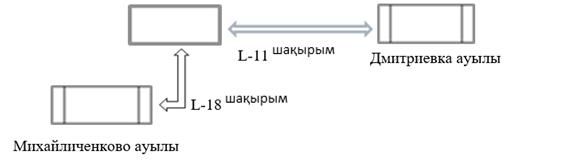 L-11 шақырым
Дмитриевка ауылы
L-18 шақырым
Михайличенково ауылы